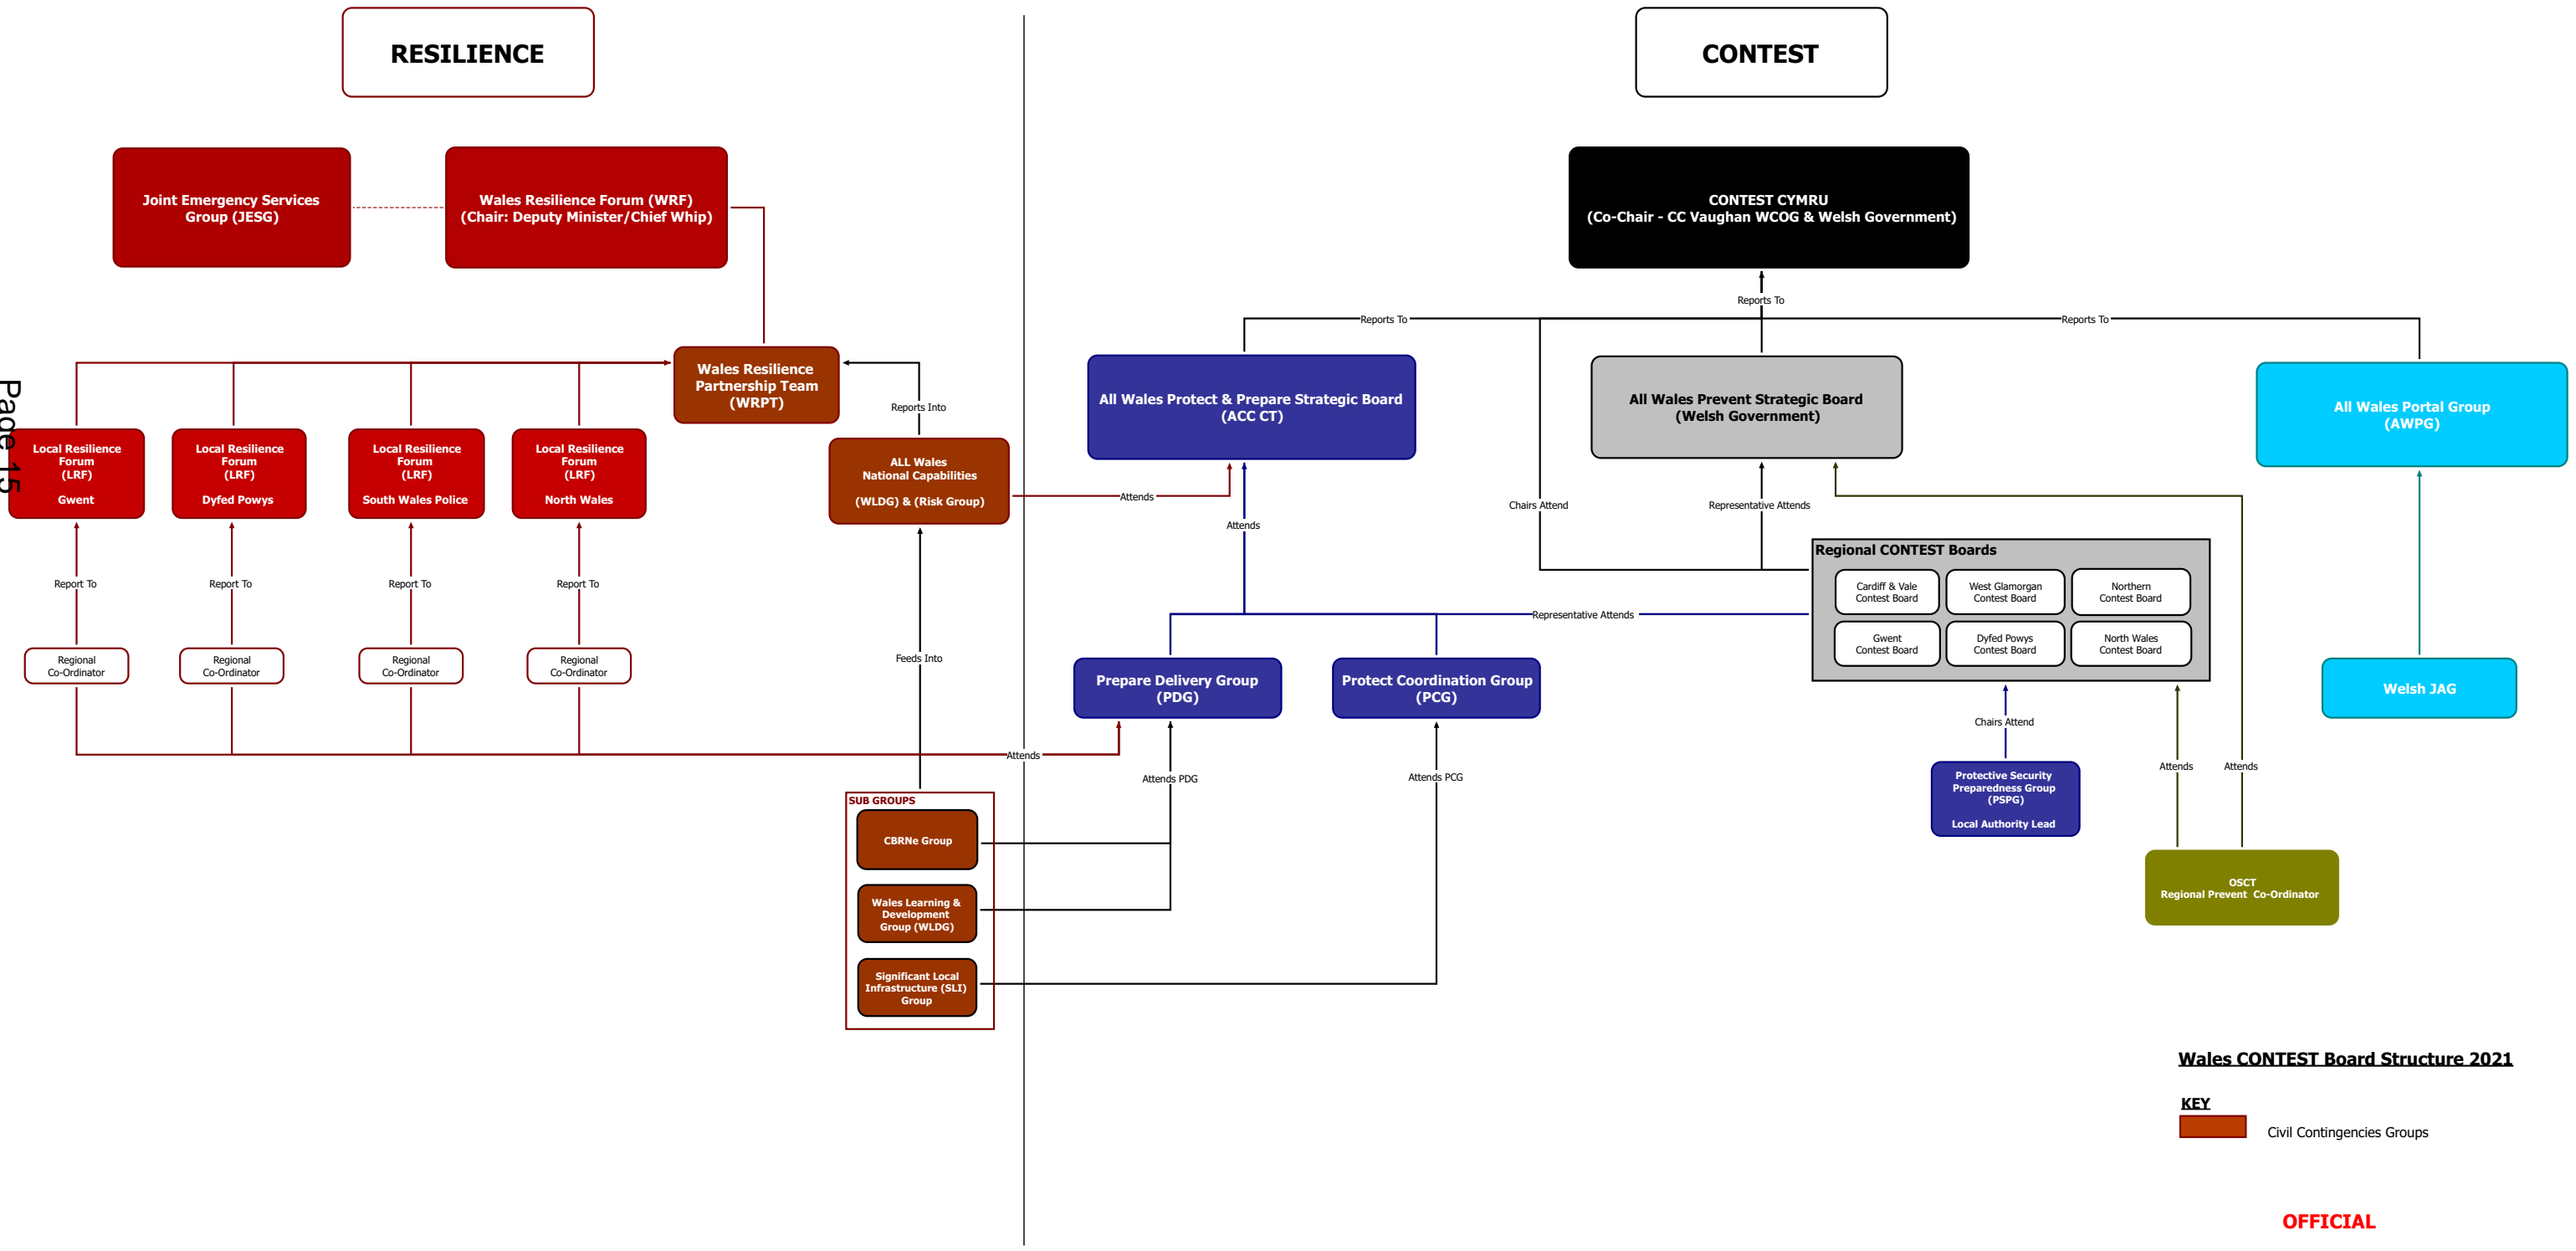 RESILIENCE
CONTEST
Joint Emergency Services
Group (JESG)
Wales Resilience Forum (WRF)
(Chair: Deputy Minister/Chief Whip)
CONTEST CYMRU
(Co-Chair - CC Vaughan WCOG & Welsh Government)
Reports To
Reports To
Reports To
Wales Resilience
Partnership Team
(WRPT)
Reports Into
All Wales Protect & Prepare Strategic Board
(ACC CT)
All Wales Prevent Strategic Board
(Welsh Government)
All Wales Portal Group
(AWPG)
Page 15
Local Resilience
Forum
(LRF)
Gwent
Local Resilience
Forum
(LRF)
Dyfed Powys
Local Resilience
Forum
(LRF)
South Wales Police
Local Resilience
Forum
(LRF)
North Wales
ALL Wales
National Capabilities
(WLDG) & (Risk Group)
Attends
Attends
Chairs Attend
Representative Attends
Regional CONTEST Boards
Cardiff & Vale
Contest Board
West Glamorgan
Contest Board
Northern
Contest Board
Gwent
Contest Board
Dyfed Powys
Contest Board
North Wales
Contest Board
Report To
Report To
Report To
Report To
Representative Attends
Regional
Co-Ordinator
Regional
Co-Ordinator
Regional
Co-Ordinator
Regional
Co-Ordinator
Feeds Into
Prepare Delivery Group
(PDG)
Protect Coordination Group
(PCG)
Welsh JAG
Chairs Attend
Attends
Attends PDG
Attends PCG
Attends
Attends
Protective Security
Preparedness Group
(PSPG)
Local Authority Lead
SUB GROUPS
CBRNe Group
Wales Learning &
Development
Group (WLDG)
Significant Local
Infrastructure (SLI)
Group
OSCT
Regional Prevent Co-Ordinator
Wales CONTEST Board Structure 2021
KEY
Civil Contingencies Groups
OFFICIAL